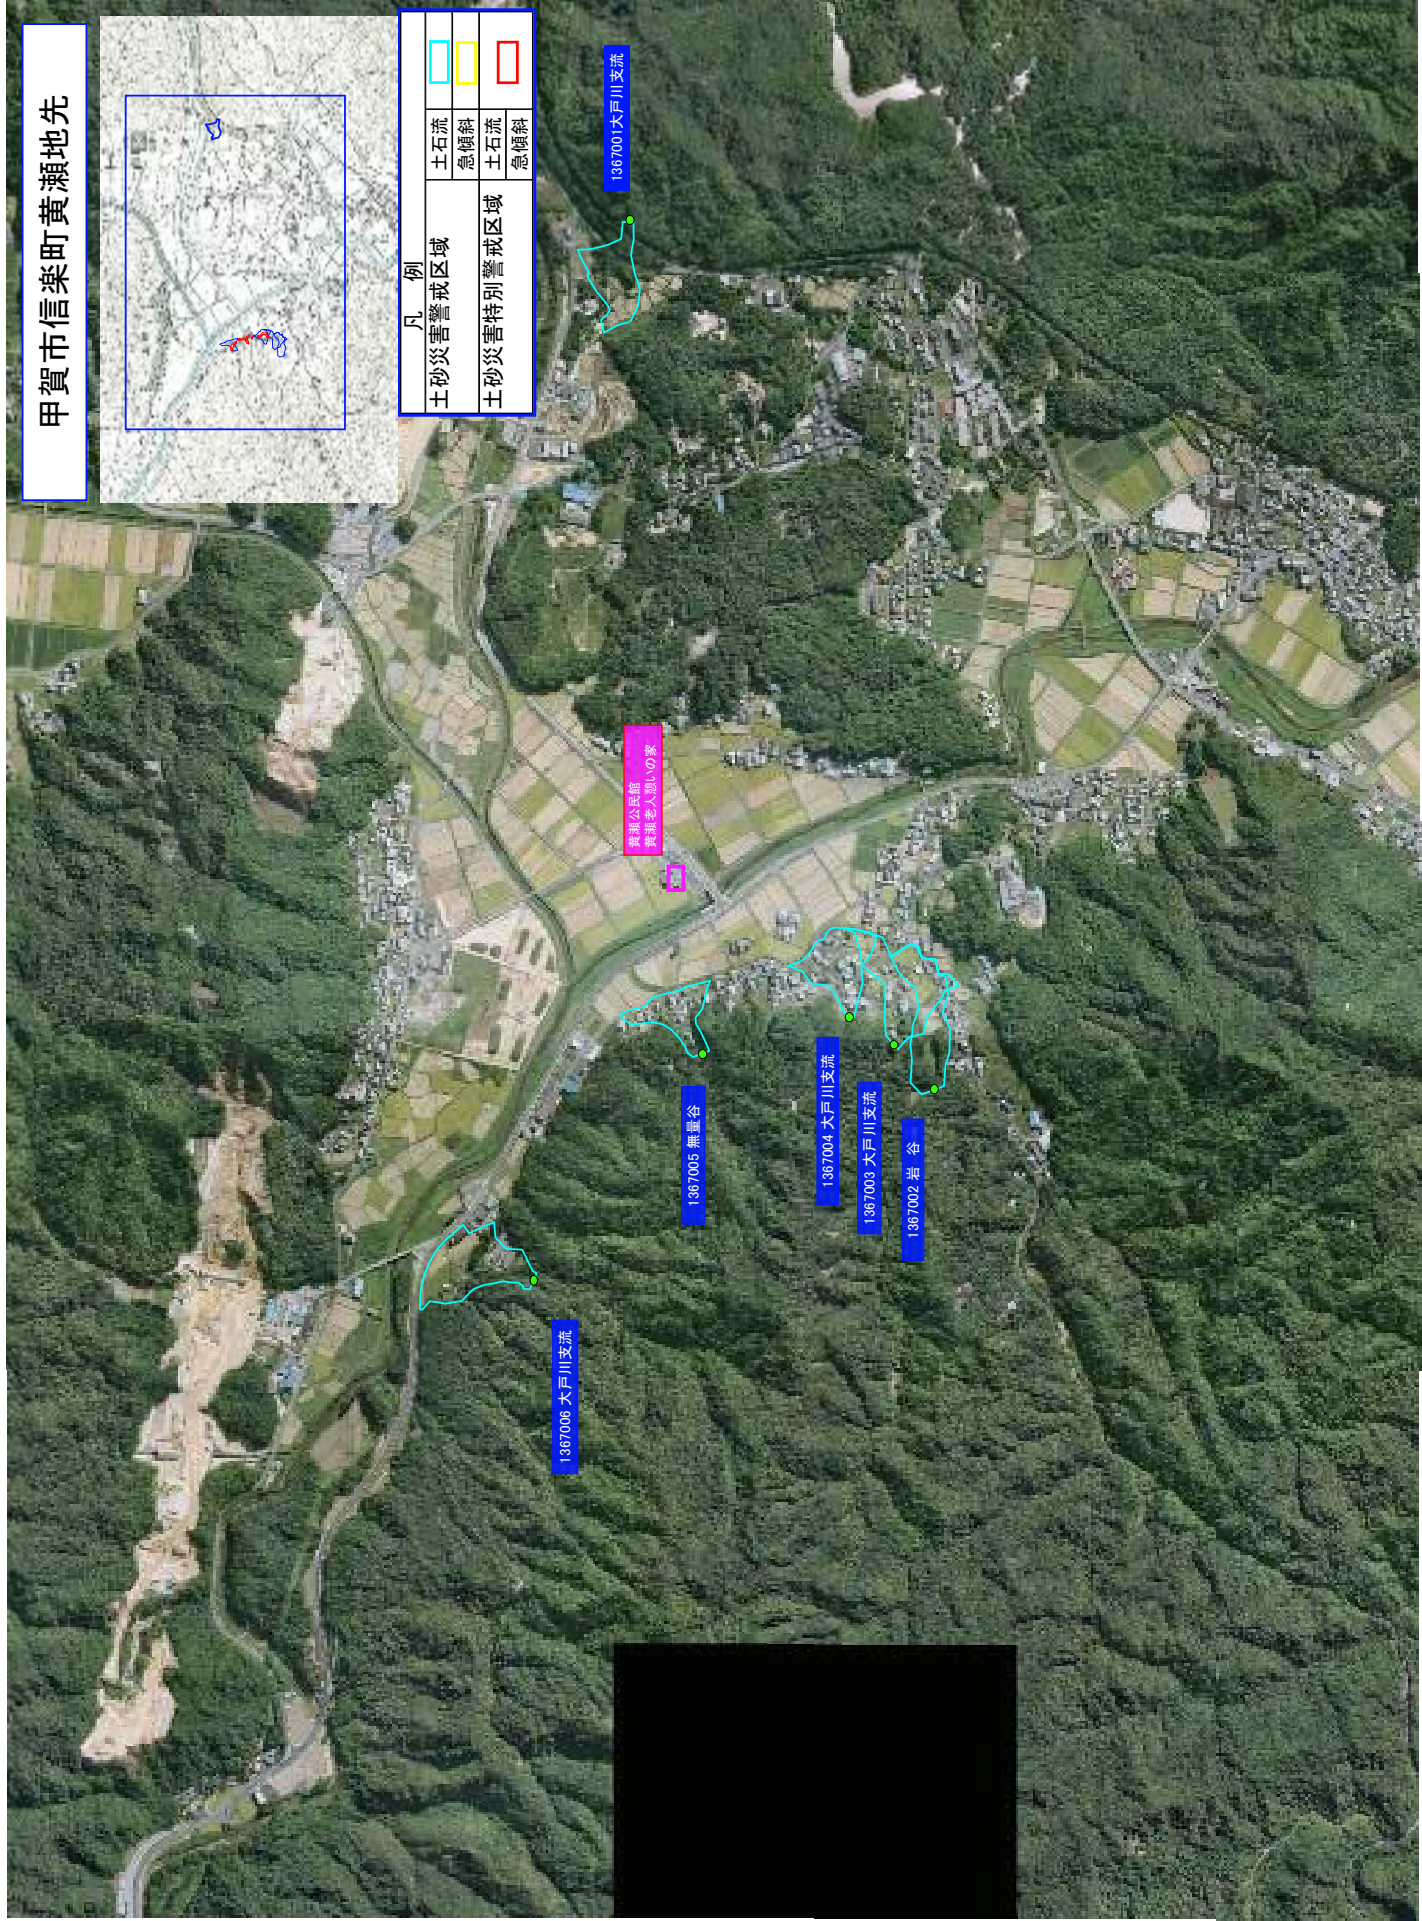 甲賀市信楽町黄瀬地先
凡　例
土砂災害警戒区域
土石流
急傾斜
土砂災害特別警戒区域
土石流
急傾斜
1367001大戸川支流
黄瀬公民館
黄瀬老人憩いの家
1367006 大戸川支流
1367005 無量谷
1367004 大戸川支流
1367003 大戸川支流
1367002 岩　谷